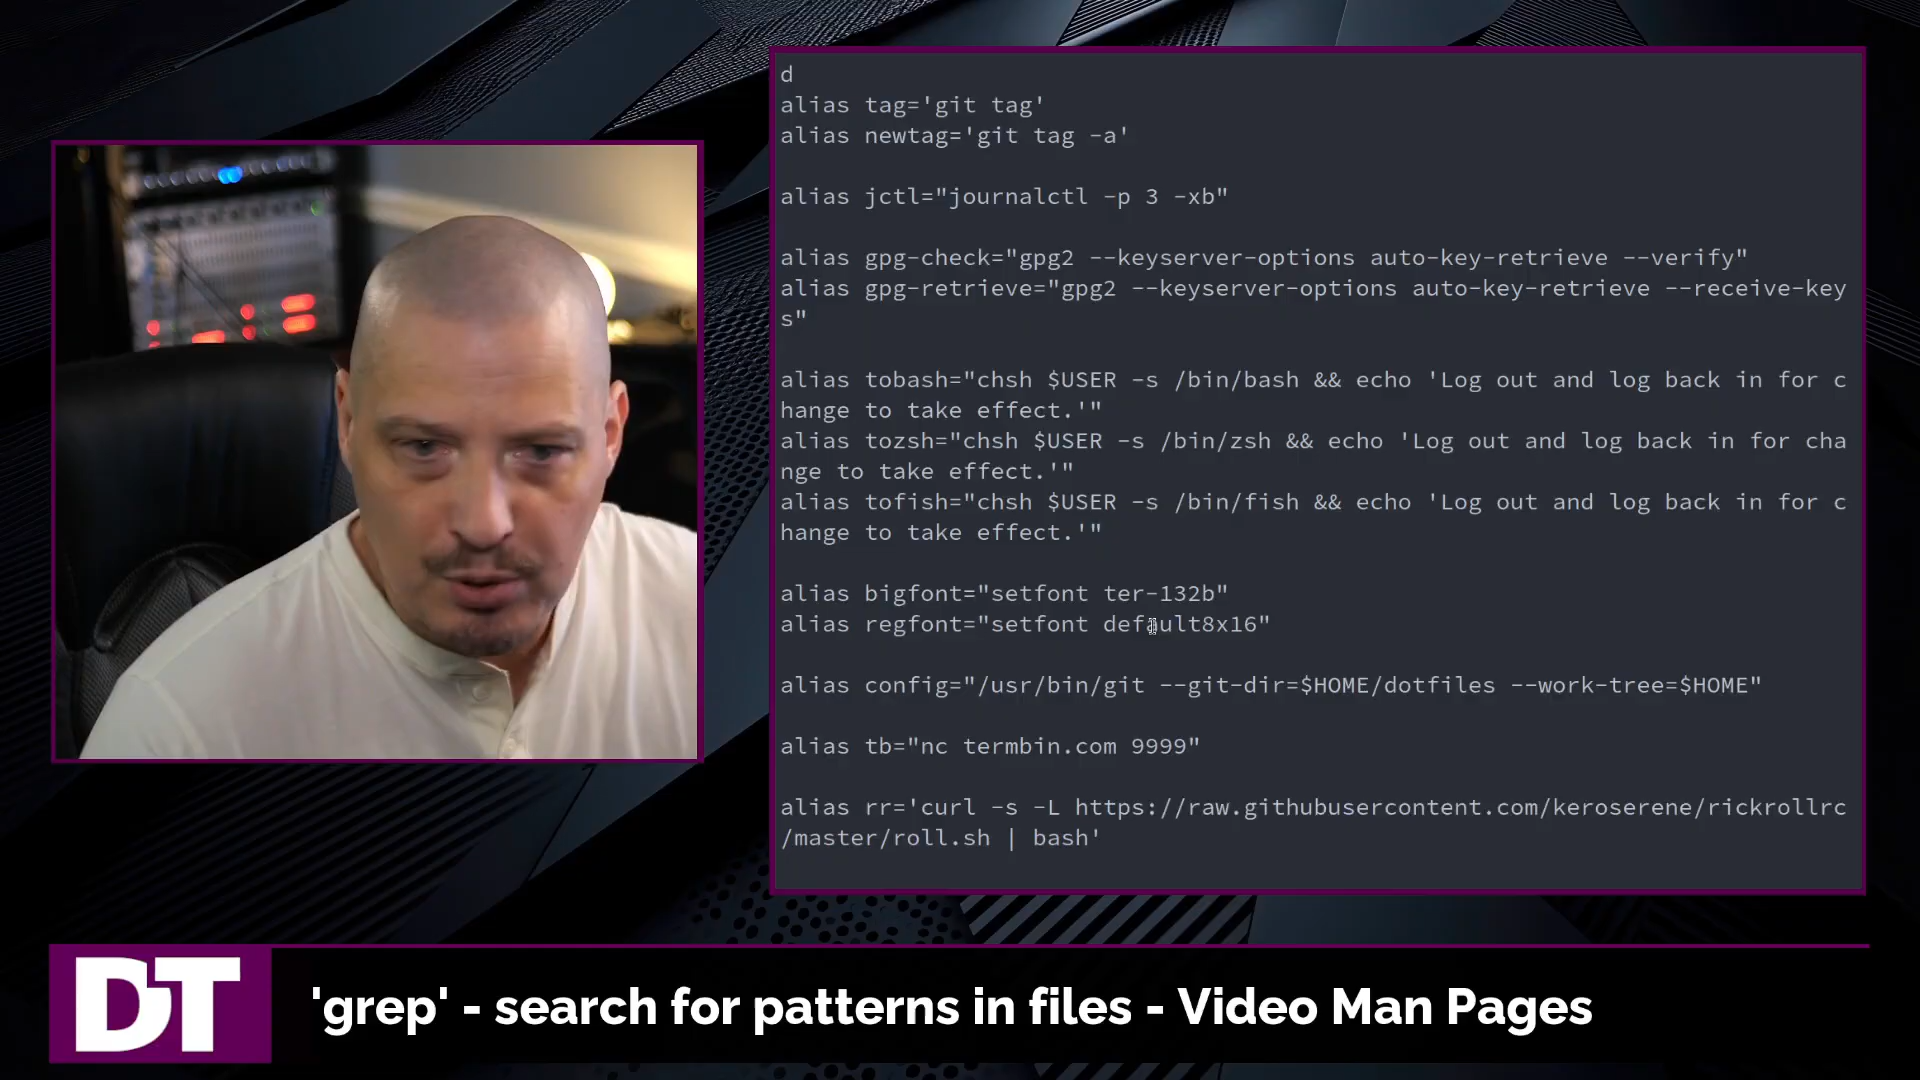 d
alias tag='git tag'
alias newtag='git tag -a'
alias jctl="journalctl -p 3 -xb"
alias gpg-check="gpg2 --keyserver-options auto-key-retrieve --verify"
alias gpg-retrieve="gpg2 --keyserver-options auto-key-retrieve --receive-key
s"
alias tobash="chsh $USER -s /bin/bash && echo 'Log out and log back in for c
hange to take effect.'"
alias tozsh="chsh $USER -s /bin/zsh && echo 'Log out and log back in for cha
nge to take effect.'"
alias tofish="chsh $USER -s /bin/fish && echo 'Log out and log back in for c
hange to take effect.'"
alias bigfont="setfont ter-132b"
alias regfont="setfont default8x16"
alias config="/usr/bin/git --git-dir=$HOME/dotfiles --work-tree=$HOME"
alias tb="nc termbin.com 9999"
alias rr='curl -s -L https://raw.githubusercontent.com/keroserene/rickrollrc
/master/roll.sh | bash'
DT
'grep' - search for patterns in files - Video Man Pages